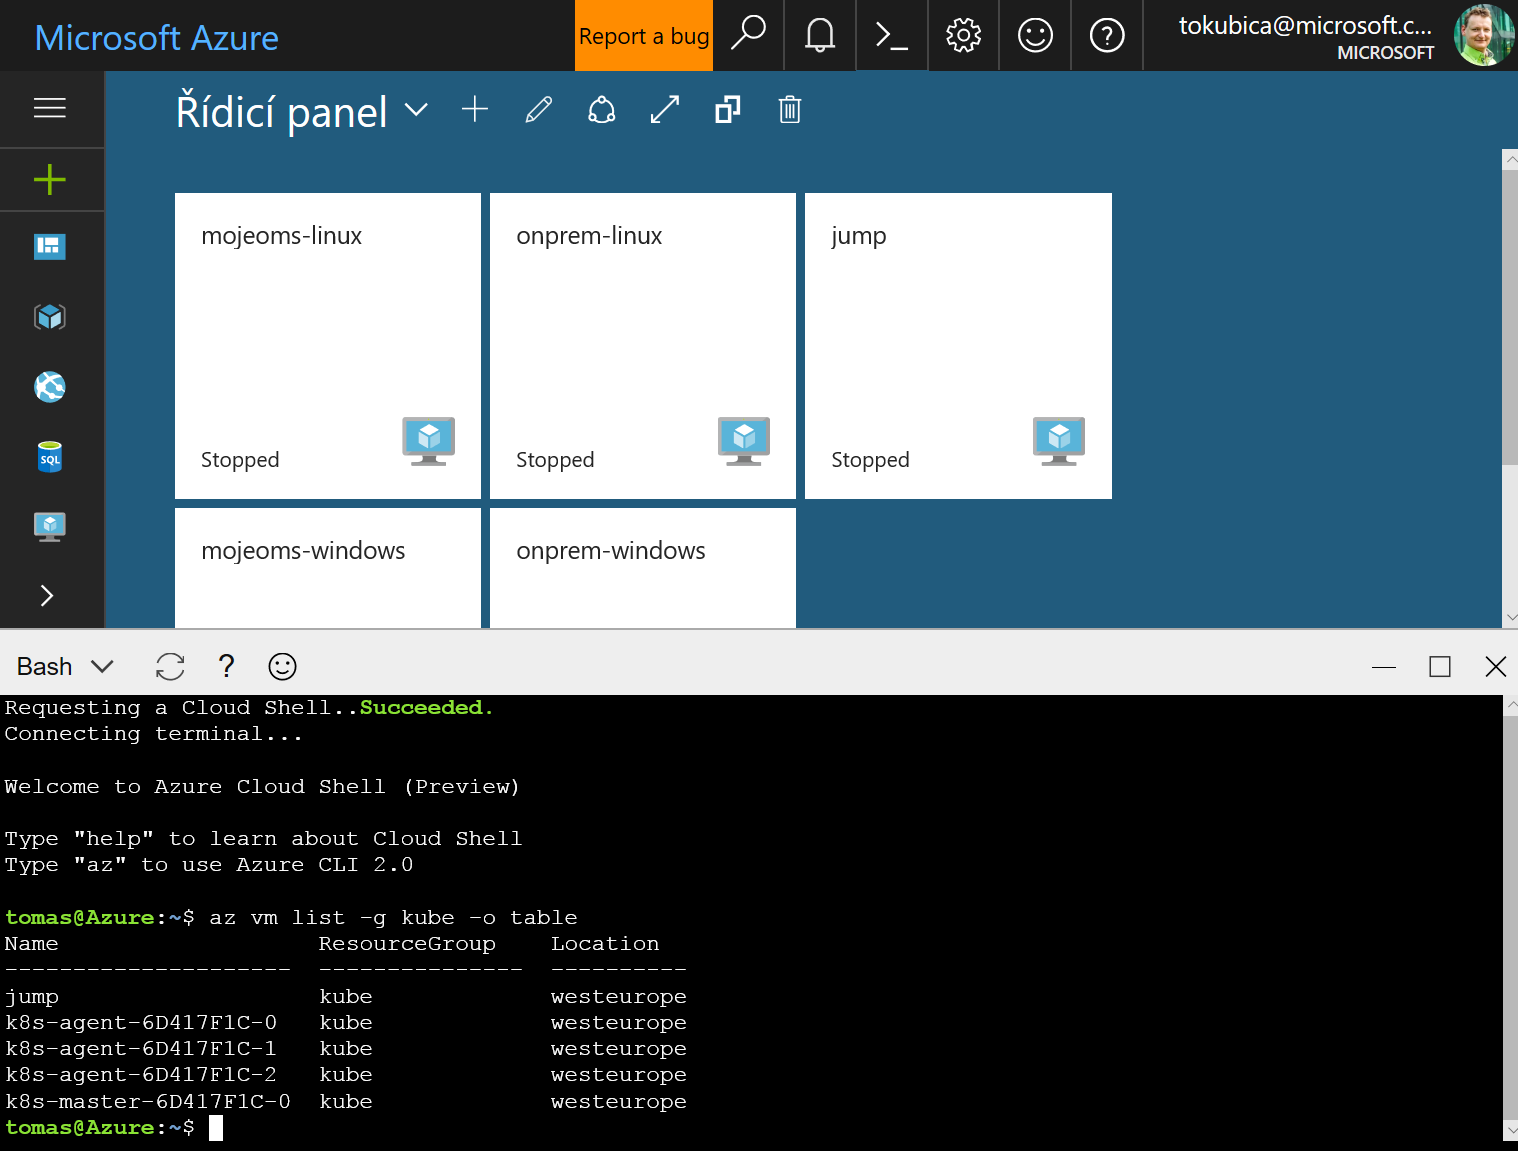 Microsoft Azure
Report a bug
tokubica@microsoft.c...
MICROSOFT
Řídicí panel
mojeoms-linux
Stopped
onprem-linux
Stopped
jump
Stopped
mojeoms-windows
onprem-windows
SQL
Bash
Requesting a Cloud Shell..Succeeded.
Connecting terminal...
Welcome to Azure Cloud Shell (Preview)
Type "help" to learn about Cloud Shell
Type "az" to use Azure CLI 2.0
tomas@Azure:~$ az vm list -g kube -o table
Name ResourceGroup Location
--------------------- --------------- ----------
jump kube westeurope
k8s-agent-6D417F1C-0 kube westeurope
k8s-agent-6D417F1C-1 kube westeurope
k8s-agent-6D417F1C-2 kube westeurope
k8s-master-6D417F1C-0 kube westeurope
tomas@Azure:~$